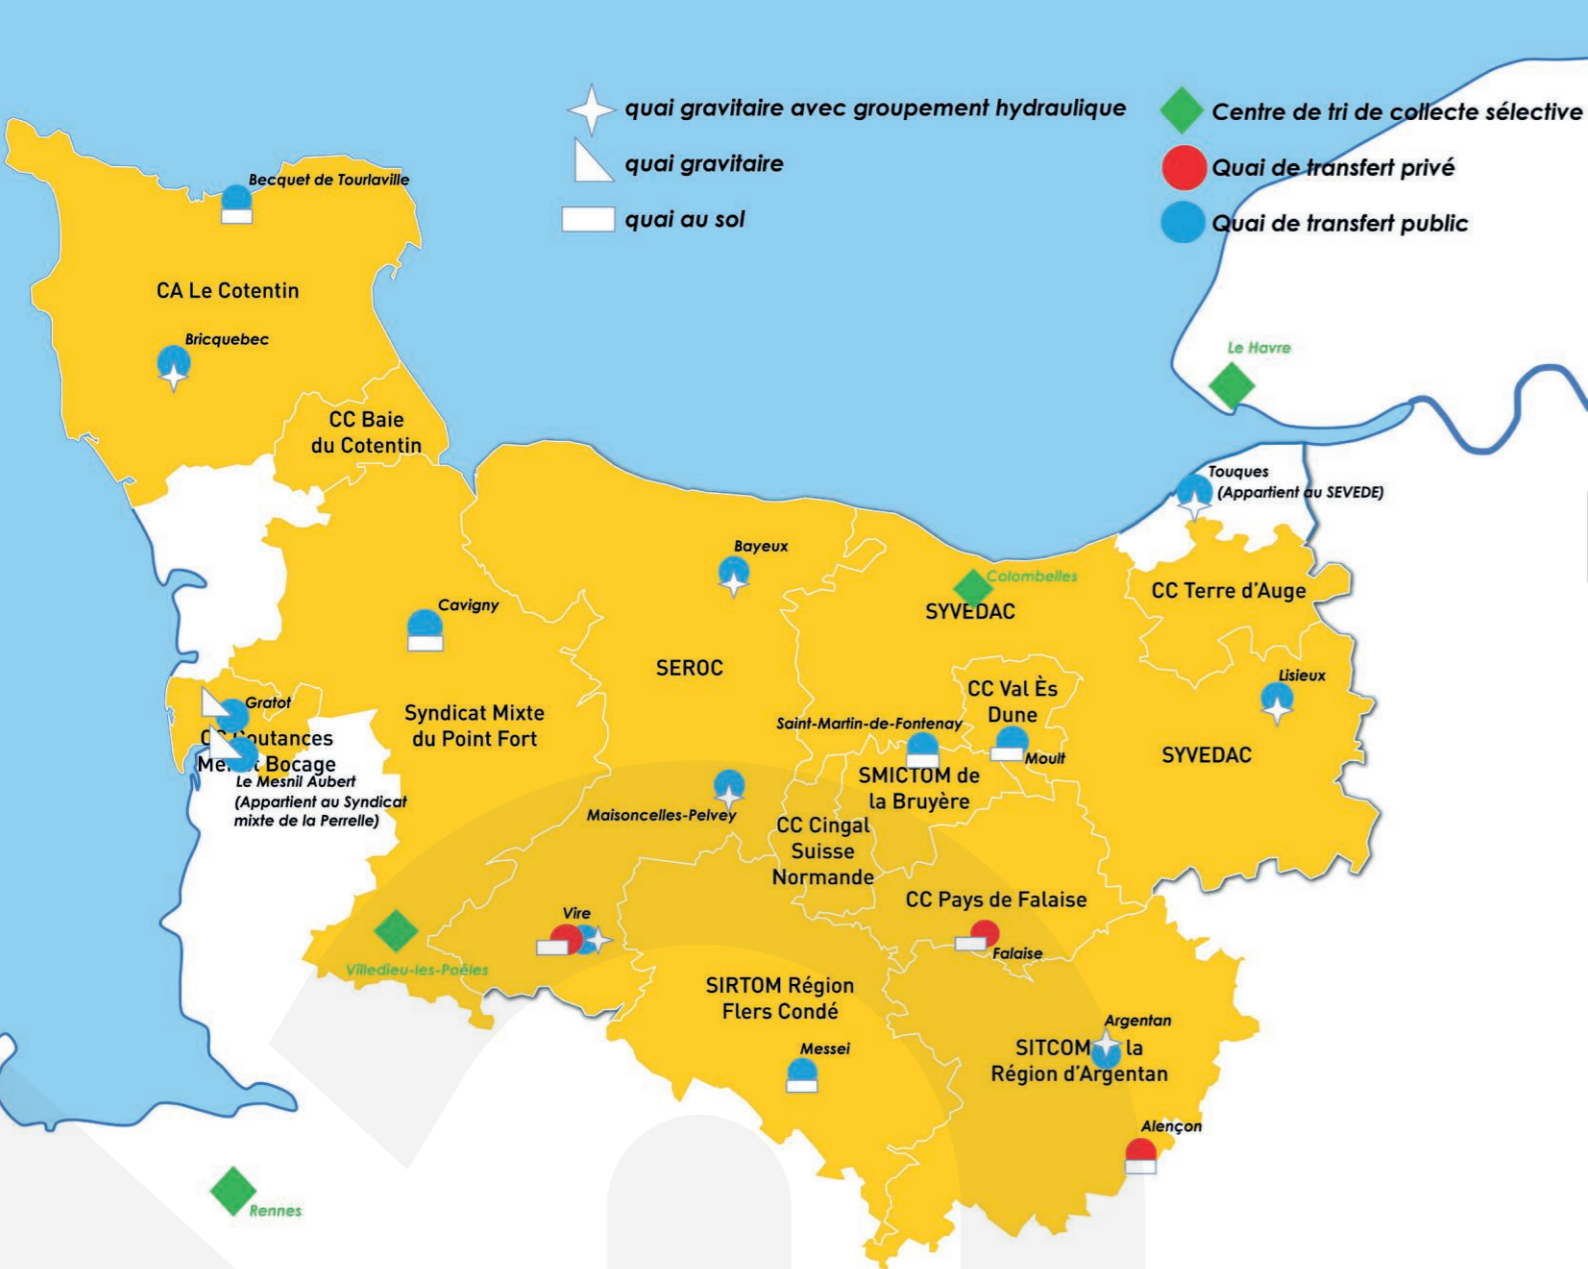 quai gravitaire avec groupement hydraulique
quai gravitaire
quai au sol
Centre de tri de collecte sélective
Quai de transfert privé
Quai de transfert public
Becquet de Tourlaville
CA Le Cotentin
Bricquebec
CC Baie
du Cotentin
Le Havre
Touques
(Appartient au SEVEDE)
Bayeux
Colombelles
SYVEDAC
CC Terre d'Auge
Cavigny
SEROC
Lisieux
SYVEDAC
CC Val Ès
Dune
Gratot
Syndicat Mixte
du Point Fort
Saint-Martin-de-Fontenay
Moult
Coutances
Bocage
Le Mesnil Aubert
(Appartient au Syndicat
mixte de la Perrelle)
SMICTOM de
la Bruyère
Maisoncelles-Pelvey
CC Cingal
Suisse
Normande
CC Pays de Falaise
Vire
Falaise
Villedieu-les-Poêles
SIRTOM Région
Flers Condé
Messei
Argentan
SITCOM la
Région d'Argentan
Alençon
Rennes